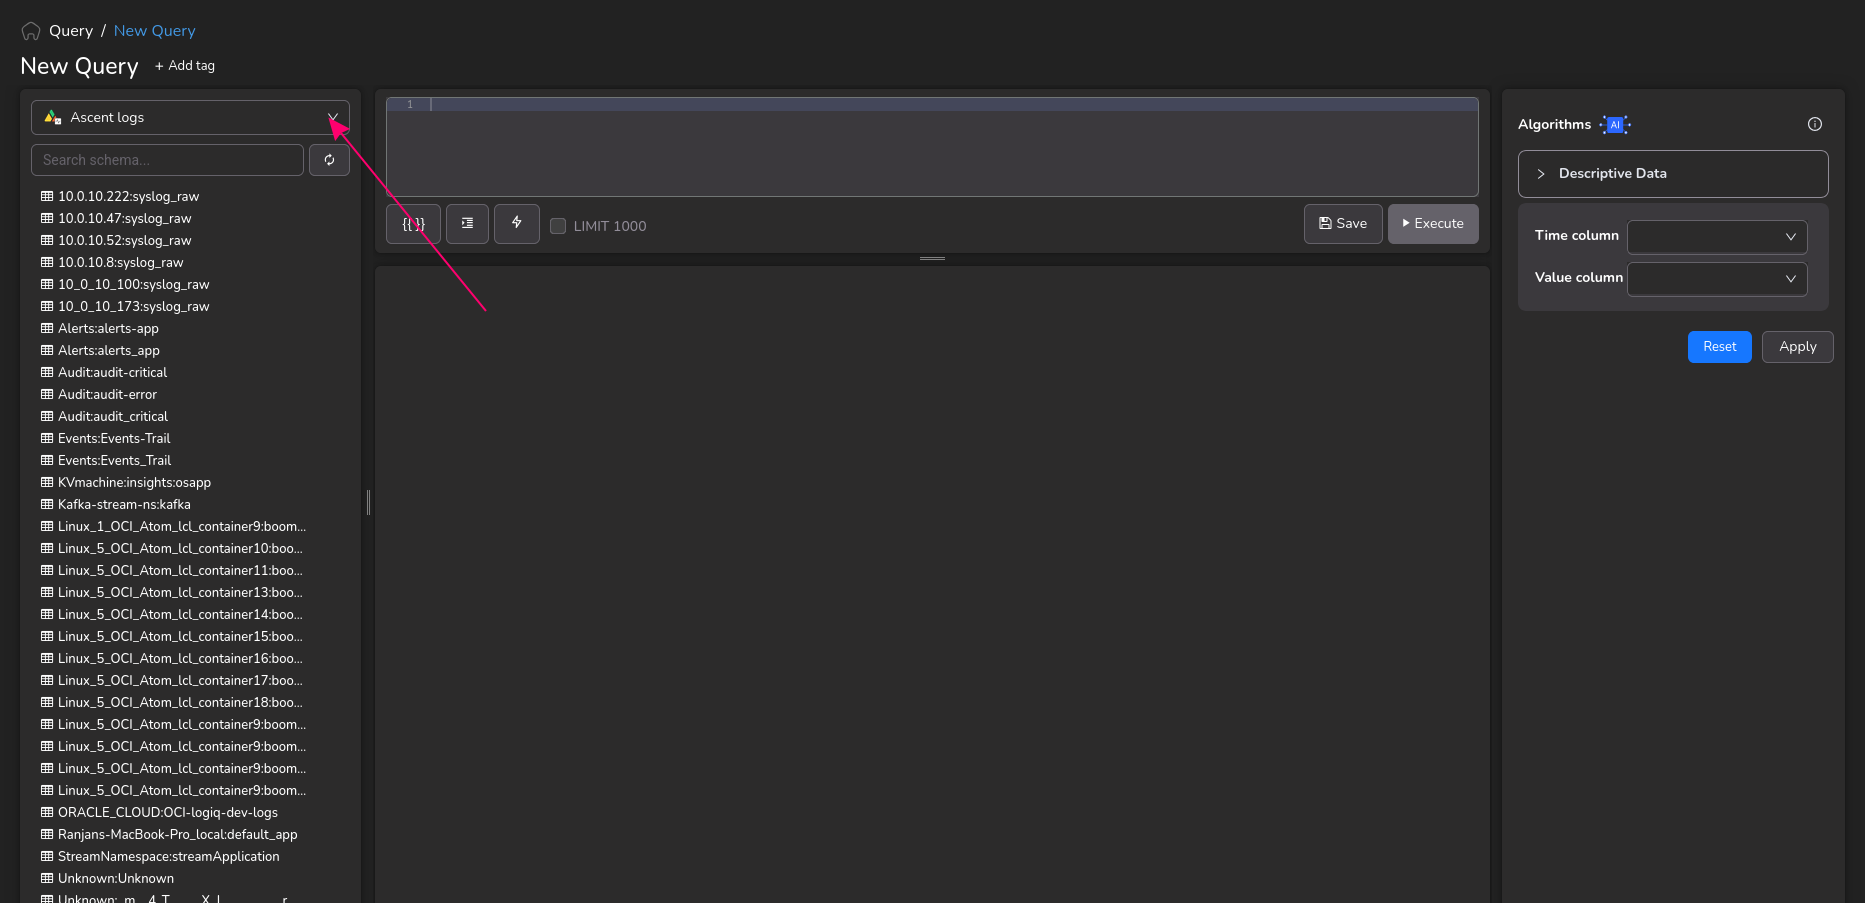 Query / New Query
New Query + Add tag
Ascent logs
Search schema...
10.0.10.222:syslog_raw
10.0.10.47:syslog_raw
10.0.10.52:syslog_raw
10.0.10.8:syslog_raw
10_0_10_100:syslog_raw
10_0_10_173:syslog_raw
Alerts:alerts-app
Alerts:alerts_app
Audit:audit-critical
Audit:audit-error
Audit:audit_critical
Events:Events-Trail
Events:Events_Trail
KVmachine:insights:osapp
Kafka-stream-ns:kafka
Linux_1_OCI_Atom_lcl_container9:boom...
Linux_5_OCI_Atom_lcl_container10:boo...
Linux_5_OCI_Atom_lcl_container11:boo...
Linux_5_OCI_Atom_lcl_container13:boo...
Linux_5_OCI_Atom_lcl_container14:boo...
Linux_5_OCI_Atom_lcl_container15:boo...
Linux_5_OCI_Atom_lcl_container16:boo...
Linux_5_OCI_Atom_lcl_container17:boo...
Linux_5_OCI_Atom_lcl_container18:boo...
Linux_5_OCI_Atom_lcl_container9:boom...
Linux_5_OCI_Atom_lcl_container9:boom...
Linux_5_OCI_Atom_lcl_container9:boom...
Linux_5_OCI_Atom_lcl_container9:boom...
ORACLE_CLOUD:OCI-logiq-dev-logs
Ranjans-MacBook-Pro_local:default_app
StreamNamespace:streamApplication
Unknown:Unknown
1
{{ }} LIMIT 1000 Save Execute
Algorithms AI
Descriptive Data
Time column
Value column
Reset Apply